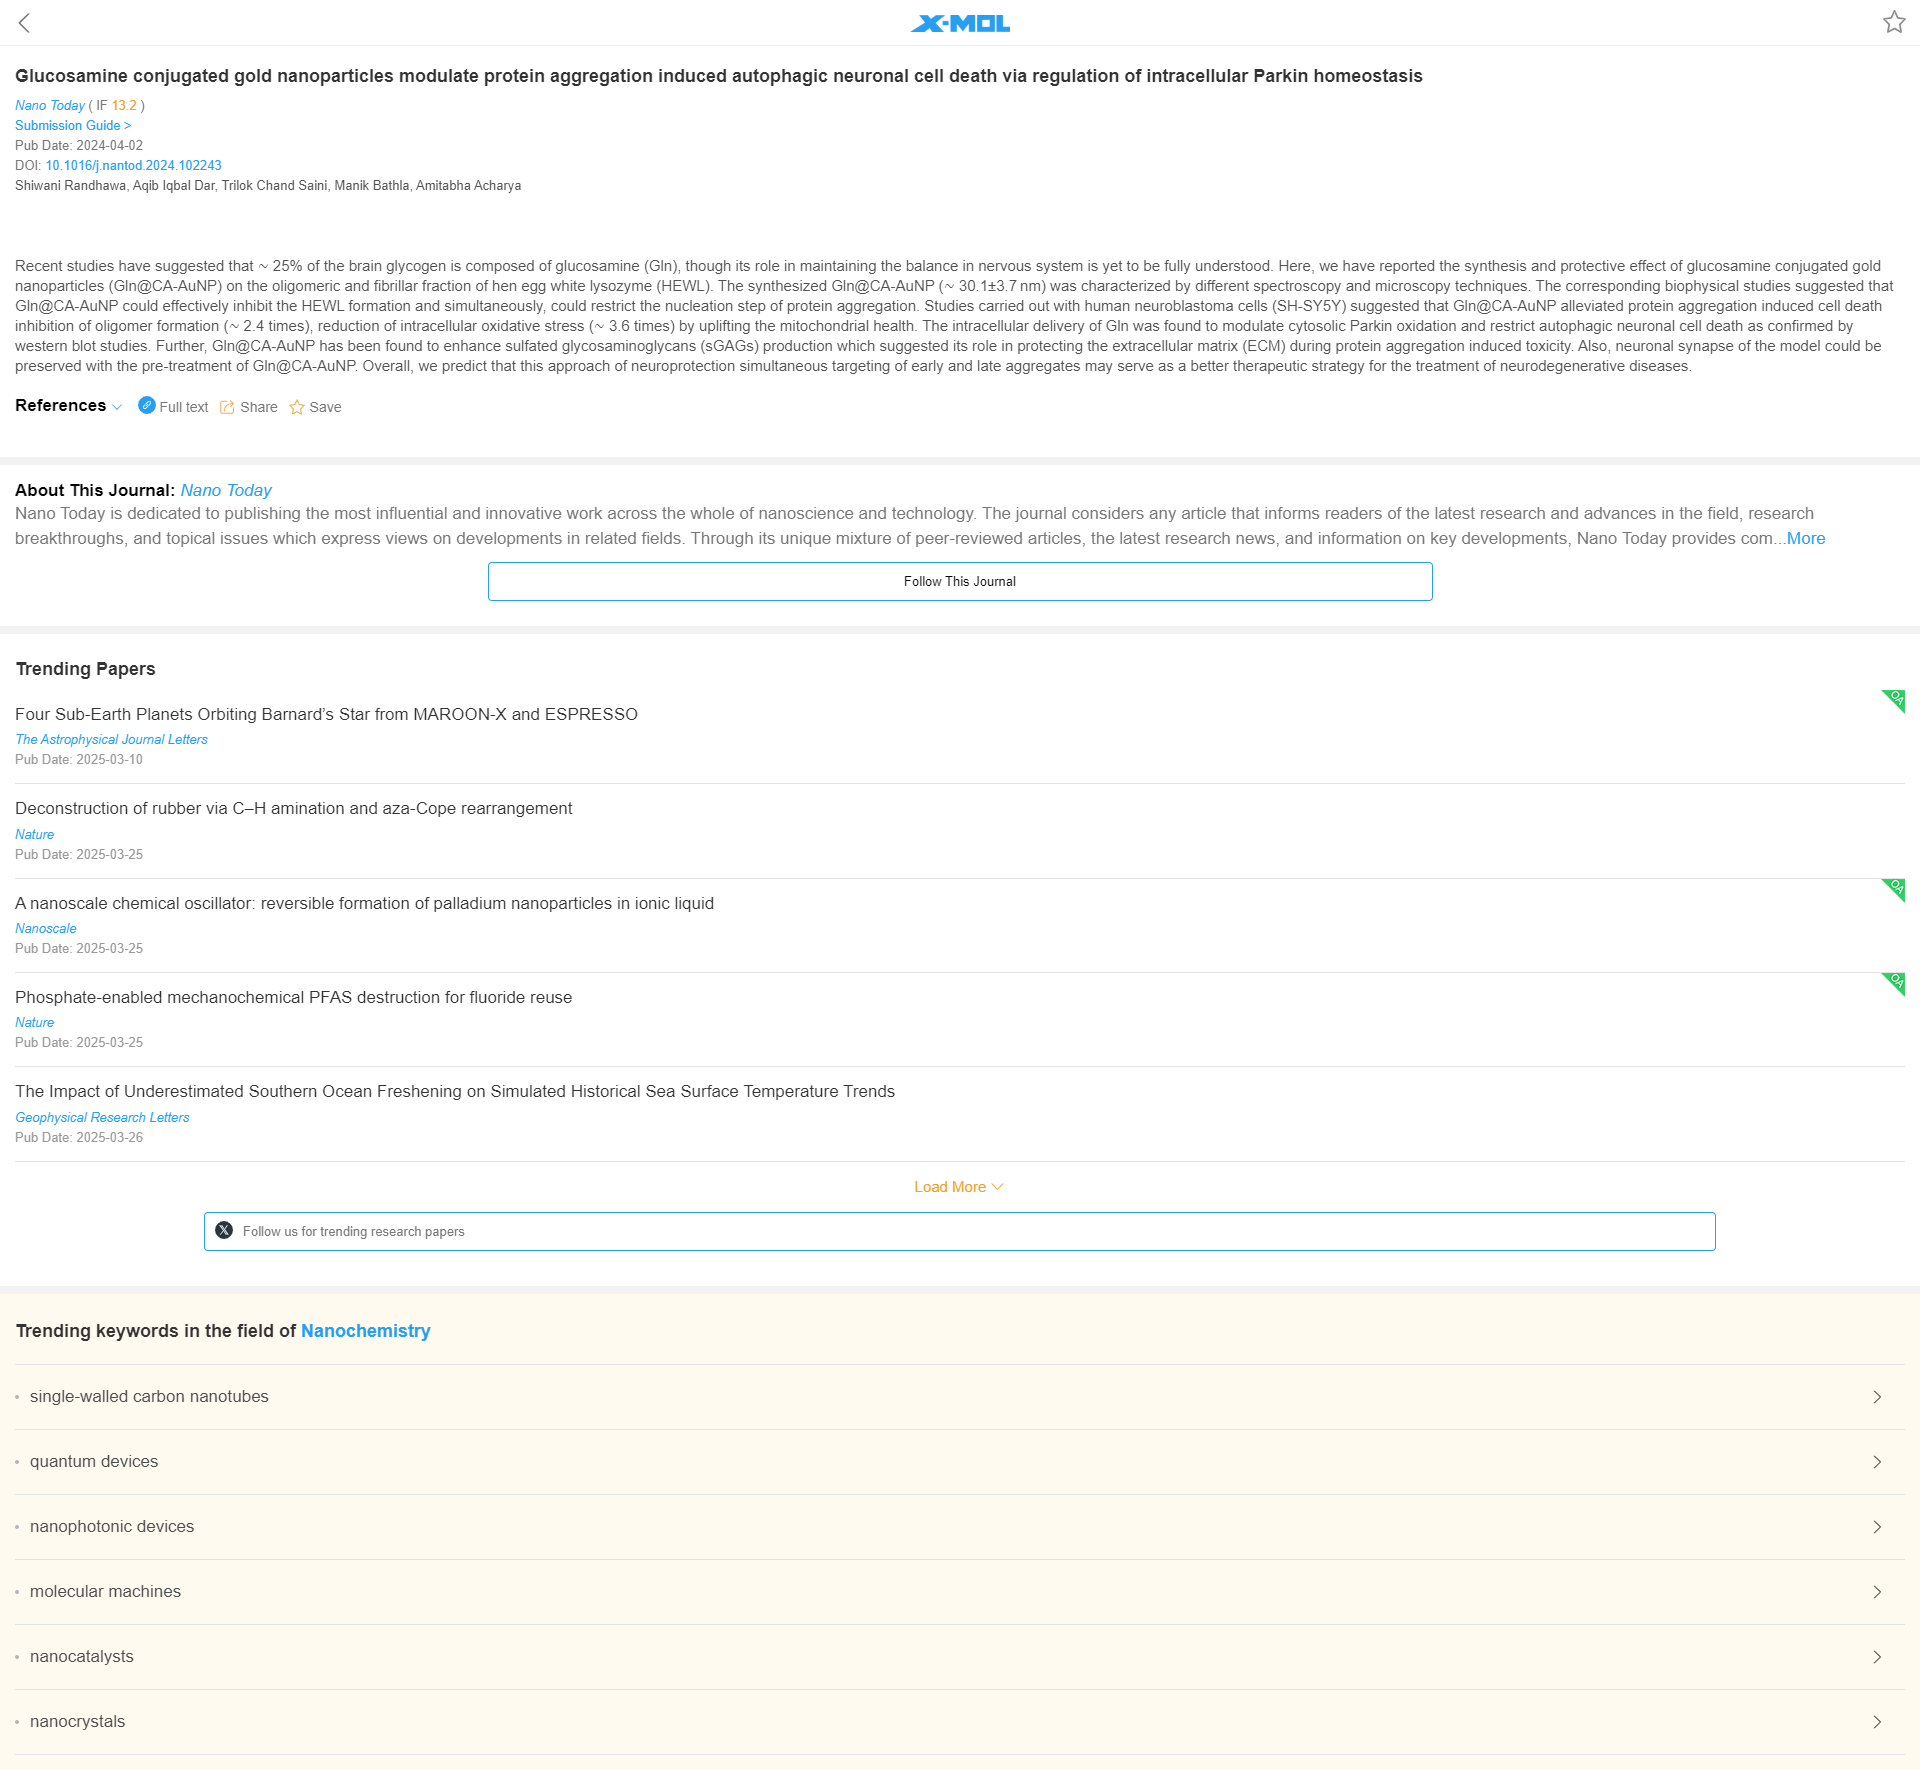 X-MOL
Glucosamine conjugated gold nanoparticles modulate protein aggregation induced autophagic neuronal cell death via regulation of intracellular Parkin homeostasis
Nano Today ( IF 13.2 )
Submission Guide >
Pub Date: 2024-04-02
DOI: 10.1016/j.nantod.2024.102243
Shiwani Randhawa, Aqib Iqbal Dar, Trilok Chand Saini, Manik Bathla, Amitabha Acharya
Recent studies have suggested that ~ 25% of the brain glycogen is composed of glucosamine (Gln), though its role in maintaining the balance in nervous system is yet to be fully understood. Here, we have reported the synthesis and protective effect of glucosamine conjugated gold
nanoparticles (Gln@CA-AuNP) on the oligomeric and fibrillar fraction of hen egg white lysozyme (HEWL). The synthesized Gln@CA-AuNP (~ 30.1±3.7 nm) was characterized by different spectroscopy and microscopy techniques. The corresponding biophysical studies suggested that
Gln@CA-AuNP could effectively inhibit the HEWL formation and simultaneously, could restrict the nucleation step of protein aggregation. Studies carried out with human neuroblastoma cells (SH-SY5Y) suggested that Gln@CA-AuNP alleviated protein aggregation induced cell death
inhibition of oligomer formation (~ 2.4 times), reduction of intracellular oxidative stress (~ 3.6 times) by uplifting the mitochondrial health. The intracellular delivery of Gln was found to modulate cytosolic Parkin oxidation and restrict autophagic neuronal cell death as confirmed by
western blot studies. Further, Gln@CA-AuNP has been found to enhance sulfated glycosaminoglycans (sGAGs) production which suggested its role in protecting the extracellular matrix (ECM) during protein aggregation induced toxicity. Also, neuronal synapse of the model could be
preserved with the pre-treatment of Gln@CA-AuNP. Overall, we predict that this approach of neuroprotection simultaneous targeting of early and late aggregates may serve as a better therapeutic strategy for the treatment of neurodegenerative diseases.
References Full text Share Save
About This Journal: Nano Today
Nano Today is dedicated to publishing the most influential and innovative work across the whole of nanoscience and technology. The journal considers any article that informs readers of the latest research and advances in the field, research
breakthroughs, and topical issues which express views on developments in related fields. Through its unique mixture of peer-reviewed articles, the latest research news, and information on key developments, Nano Today provides com...More
Follow This Journal
Trending Papers
OA
Four Sub-Earth Planets Orbiting Barnard’s Star from MAROON-X and ESPRESSO
The Astrophysical Journal Letters
Pub Date: 2025-03-10
Deconstruction of rubber via C–H amination and aza-Cope rearrangement
Nature
Pub Date: 2025-03-25
OA
A nanoscale chemical oscillator: reversible formation of palladium nanoparticles in ionic liquid
Nanoscale
Pub Date: 2025-03-25
OA
Phosphate-enabled mechanochemical PFAS destruction for fluoride reuse
Nature
Pub Date: 2025-03-25
The Impact of Underestimated Southern Ocean Freshening on Simulated Historical Sea Surface Temperature Trends
Geophysical Research Letters
Pub Date: 2025-03-26
Load More
Follow us for trending research papers
Trending keywords in the field of Nanochemistry
• single-walled carbon nanotubes
• quantum devices
• nanophotonic devices
• molecular machines
• nanocatalysts
• nanocrystals